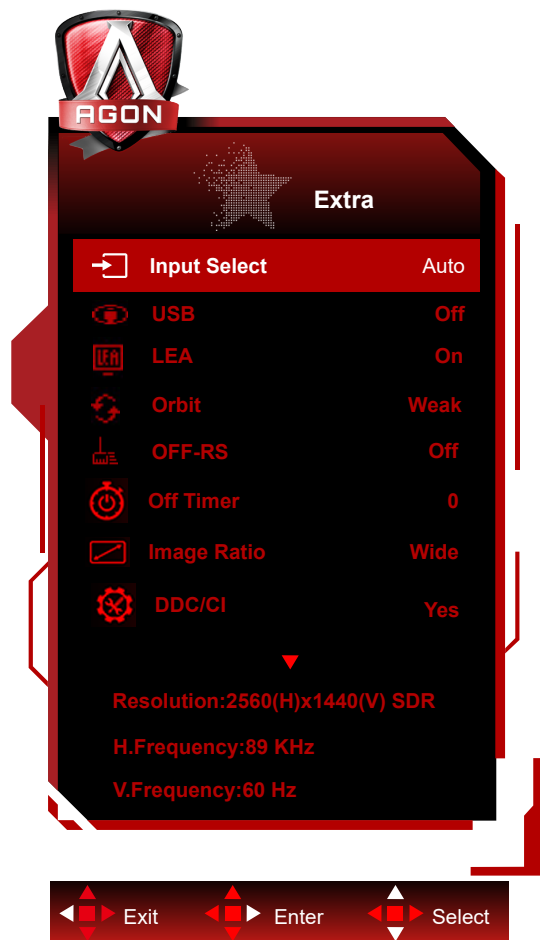 AGON
Extra
Input Select Auto
USB Off
LEA On
Orbit Weak
OFF-RS Off
Off Timer 0
Image Ratio Wide
DDC/CI Yes
Resolution:2560(H)x1440(V) SDR
H.Frequency:89 KHz
V.Frequency:60 Hz
Exit Enter Select